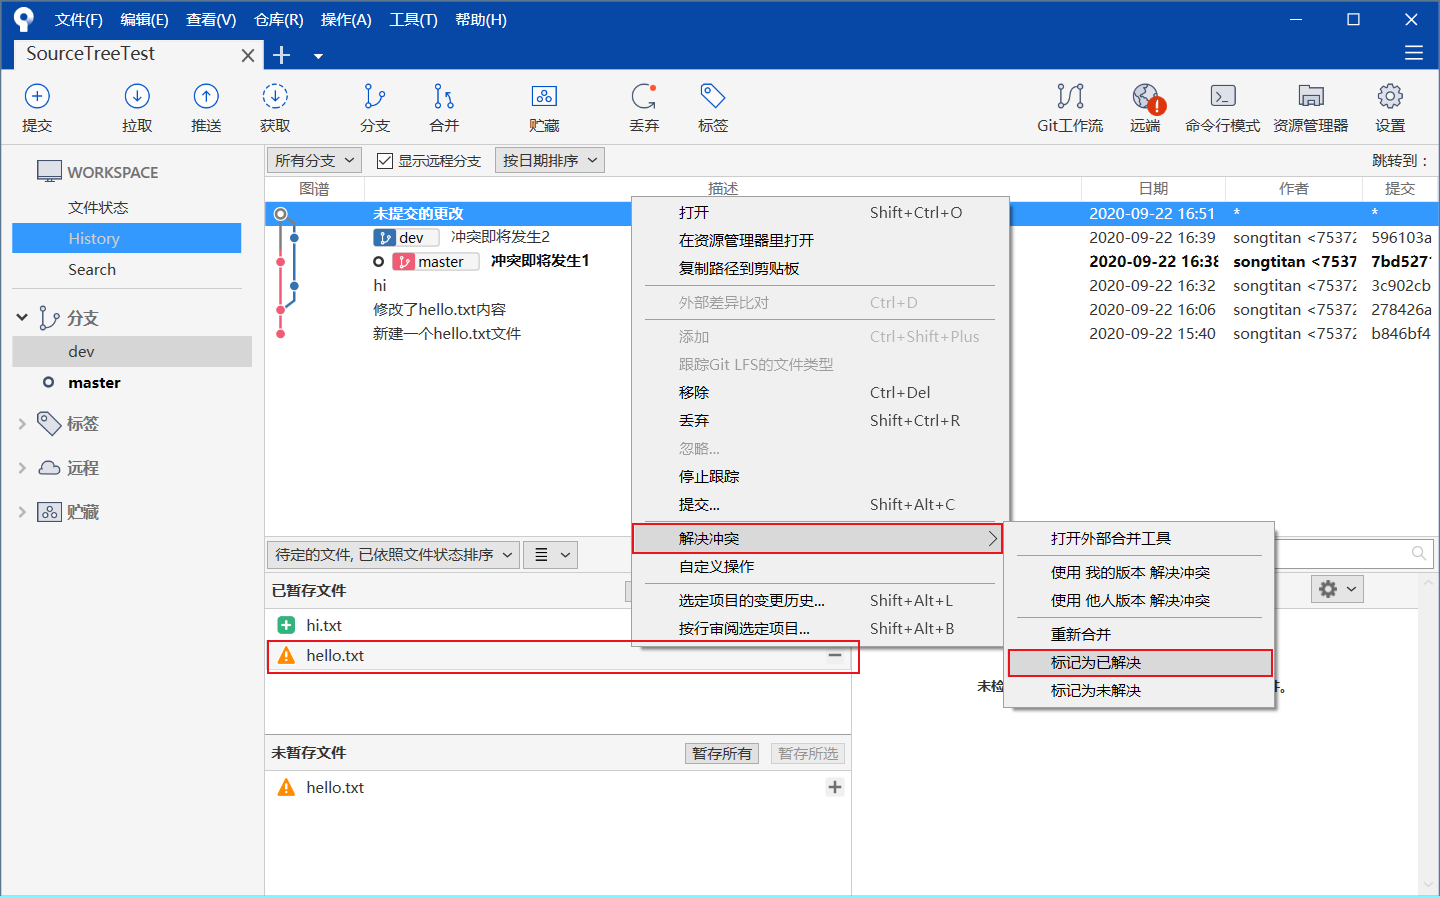 文件(F) 编辑(E) 查看(V) 仓库(R) 操作(A) 工具(T) 帮助(H)
SourceTreeTest
提交 拉取 推送 获取 分支 合并 贮藏 丢弃 标签 Git工作流 远端 命令行模式 资源管理器 设置
WORKSPACE
文件状态
History
Search
分支
dev
master
标签
远程
贮藏
所有分支 显示远程分支 按日期排序 跳转到：
图谱 描述 日期 作者 提交
未提交的更改 2020-09-22 16:51 * *
dev 冲突即将发生2 2020-09-22 16:39 songtitan <75372 596103a
master 冲突即将发生1 2020-09-22 16:38 songtitan <7537 7bd527
hi 2020-09-22 16:32 songtitan <75372 3c902cb
修改了hello.txt内容 2020-09-22 16:06 songtitan <75372 278426a
新建一个hello.txt文件 2020-09-22 15:40 songtitan <75372 b846bf4
打开 Shift+Ctrl+O
在资源管理器里打开
复制路径到剪贴板
外部差异比对 Ctrl+D
添加 Ctrl+Shift+Plus
跟踪Git LFS的文件类型
移除 Ctrl+Del
丢弃 Shift+Ctrl+R
忽略...
停止跟踪
提交... Shift+Alt+C
解决冲突
自定义操作
选定项目的变更历史... Shift+Alt+L
按行审阅选定项目... Shift+Alt+B
打开外部合并工具
使用 我的版本 解决冲突
使用 他人版本 解决冲突
重新合并
标记为已解决
标记为未解决
待定的文件, 已依照文件状态排序
已暂存文件
hi.txt
hello.txt
未暂存文件 暂存所有 暂存所选
hello.txt
未检
。